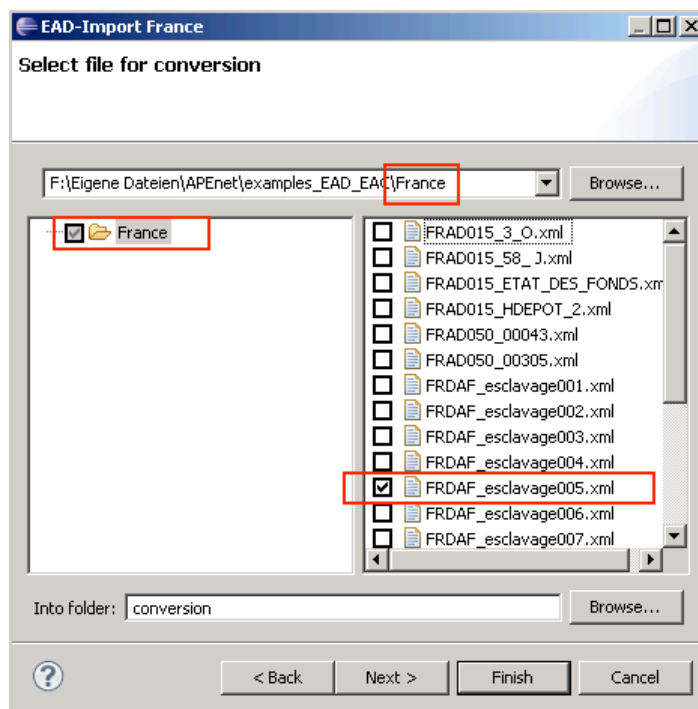 EAD-Import France
Select file for conversion
F:\Eigene Dateien\APEnet\examples_EAD_EAC\France
Browse...
France
FRAD015_3_O.xml
FRAD015_58_ J.xml
FRAD015_ETAT_DES_FONDS.xm
FRAD015_HDEPOT_2.xml
FRAD050_00043.xml
FRAD050_00305.xml
FRDAF_esclavage001.xml
FRDAF_esclavage002.xml
FRDAF_esclavage003.xml
FRDAF_esclavage004.xml
FRDAF_esclavage005.xml
FRDAF_esclavage006.xml
FRDAF_esclavage007.xml
Into folder: conversion Browse...
? < Back Next > Finish Cancel